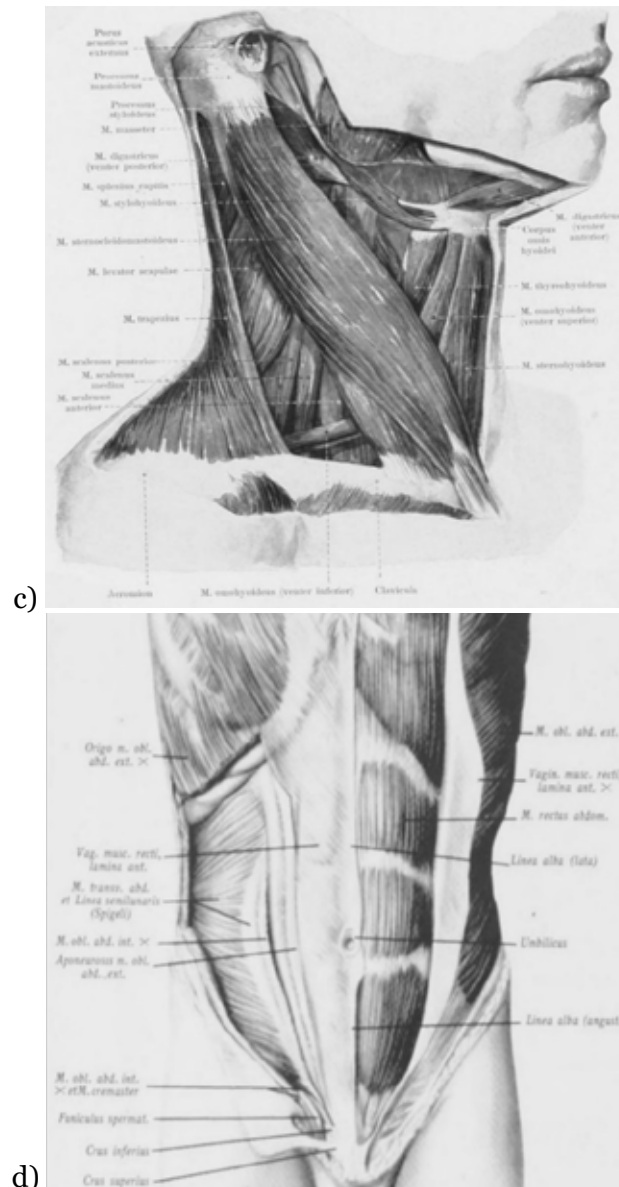 Porus
acusticus
externus
Processus
mastoideus
Processus
styloideus
M. masseter
M. digastricus
(venter posterior)
M. splenius capitis
M. stylohyoideus
M. sternocleidomastoideus
M. levator scapulae
M. trapezius
M. scalenus posterior
M. scalenus
medius
M. scalenus
anterior
M. digastricus
(venter
anterior)
Corpus
ossis
hyoidei
M. thyreohyoideus
M. omohyoideus
(venter superior)
M. sternohyoideus
Acromion
M. omohyoideus (venter inferior)
Clavicula
c)
Origo m. obl.
abd. ext. ×
Vag. musc. recti,
lamina ant.
M. transv. abd.
et Linea semilunaris
(Spigeli)
M. obl. abd. int. ×
Aponeurosis m. obl.
abd. ext.
M. obl. abd. int.
× et M. cremaster
Funiculus spermat.
Crus inferius
Crus superius
M. obl. abd. ext.
Vagin. musc. recti
lamina ant. ×
M. rectus abdom.
Linea alba (lata)
Umbilicus
Linea alba (angust
d)